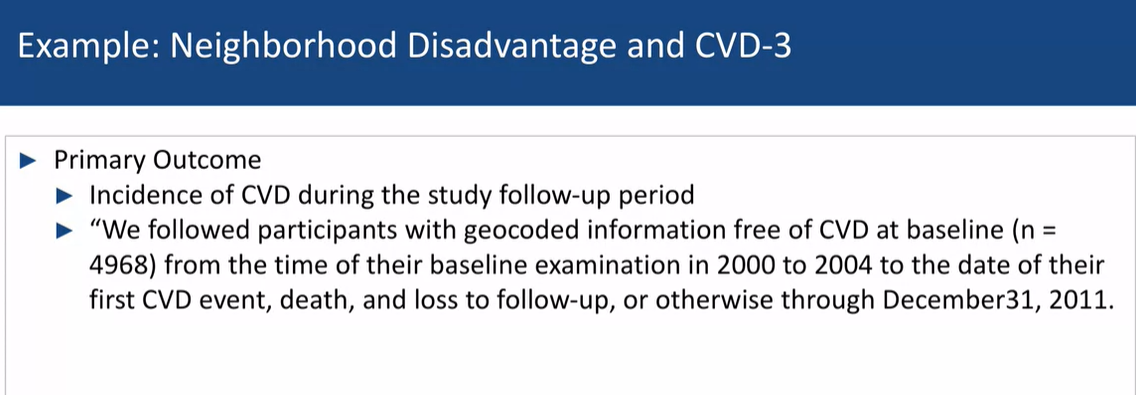 Example: Neighborhood Disadvantage and CVD-3
Primary Outcome
Incidence of CVD during the study follow-up period
“We followed participants with geocoded information free of CVD at baseline (n =
4968) from the time of their baseline examination in 2000 to 2004 to the date of their
first CVD event, death, and loss to follow-up, or otherwise through December31, 2011.